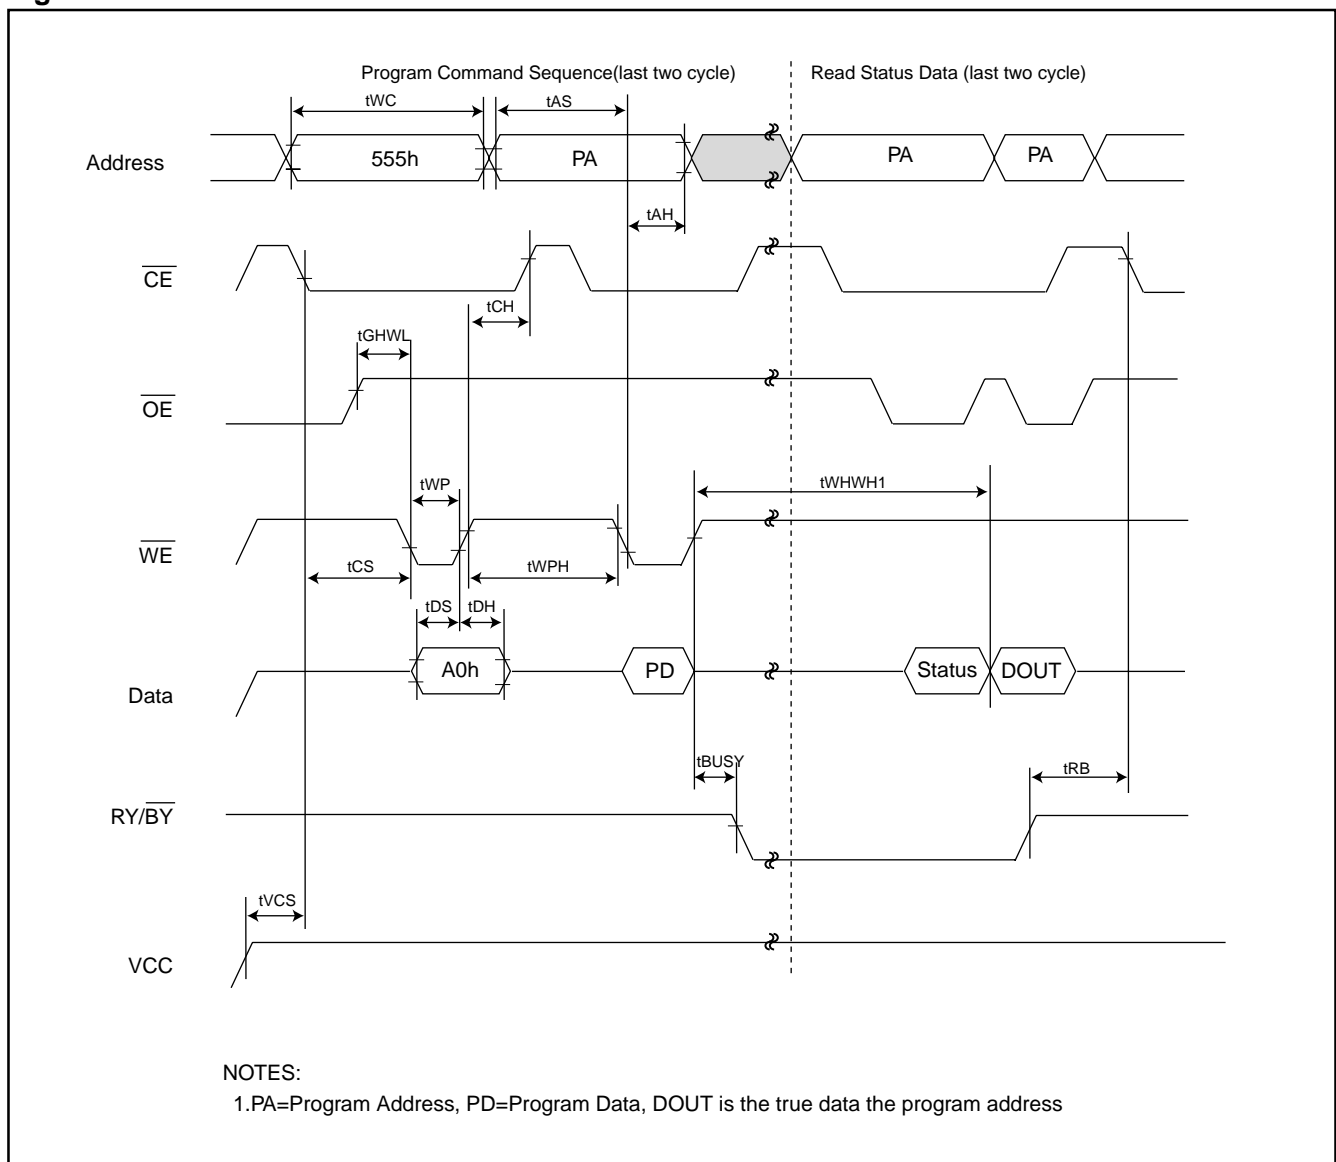 Program Command Sequence(last two cycle) Read Status Data (last two cycle)
tWC tAS
Address 555h PA PA PA
tAH
CE
tCH
tGHWL
OE
tWP tWHWH1
WE
tCS tWPH
tDS tDH
Data A0h PD Status DOUT
tBUSY tRB
RY/BY
tVCS
VCC
NOTES:
1.PA=Program Address, PD=Program Data, DOUT is the true data the program address